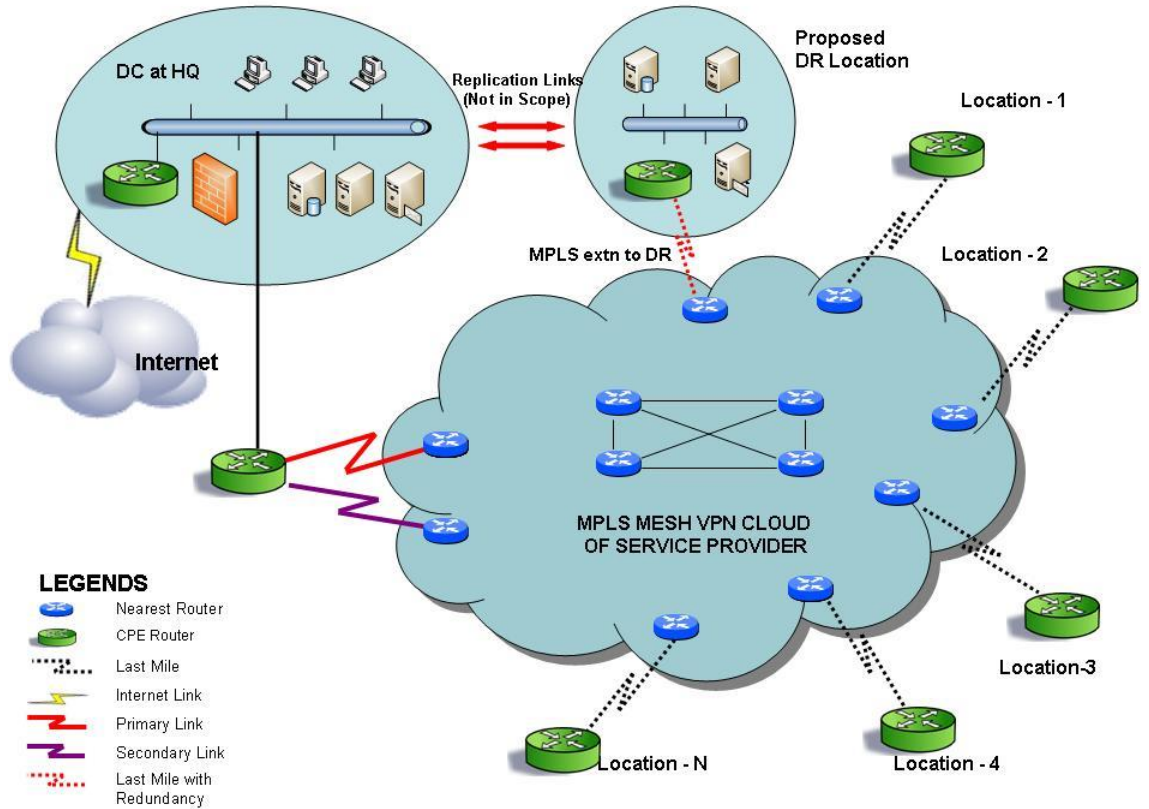 DC at HQ
Replication Links
(Not in Scope)
Proposed
DR Location
Location - 1
Location - 2
MPLS extn to DR
Internet
MPLS MESH VPN CLOUD
OF SERVICE PROVIDER
Location-3
Location - 4
Location - N
LEGENDS
Nearest Router
CPE Router
Last Mile
Internet Link
Primary Link
Secondary Link
Last Mile with
Redundancy